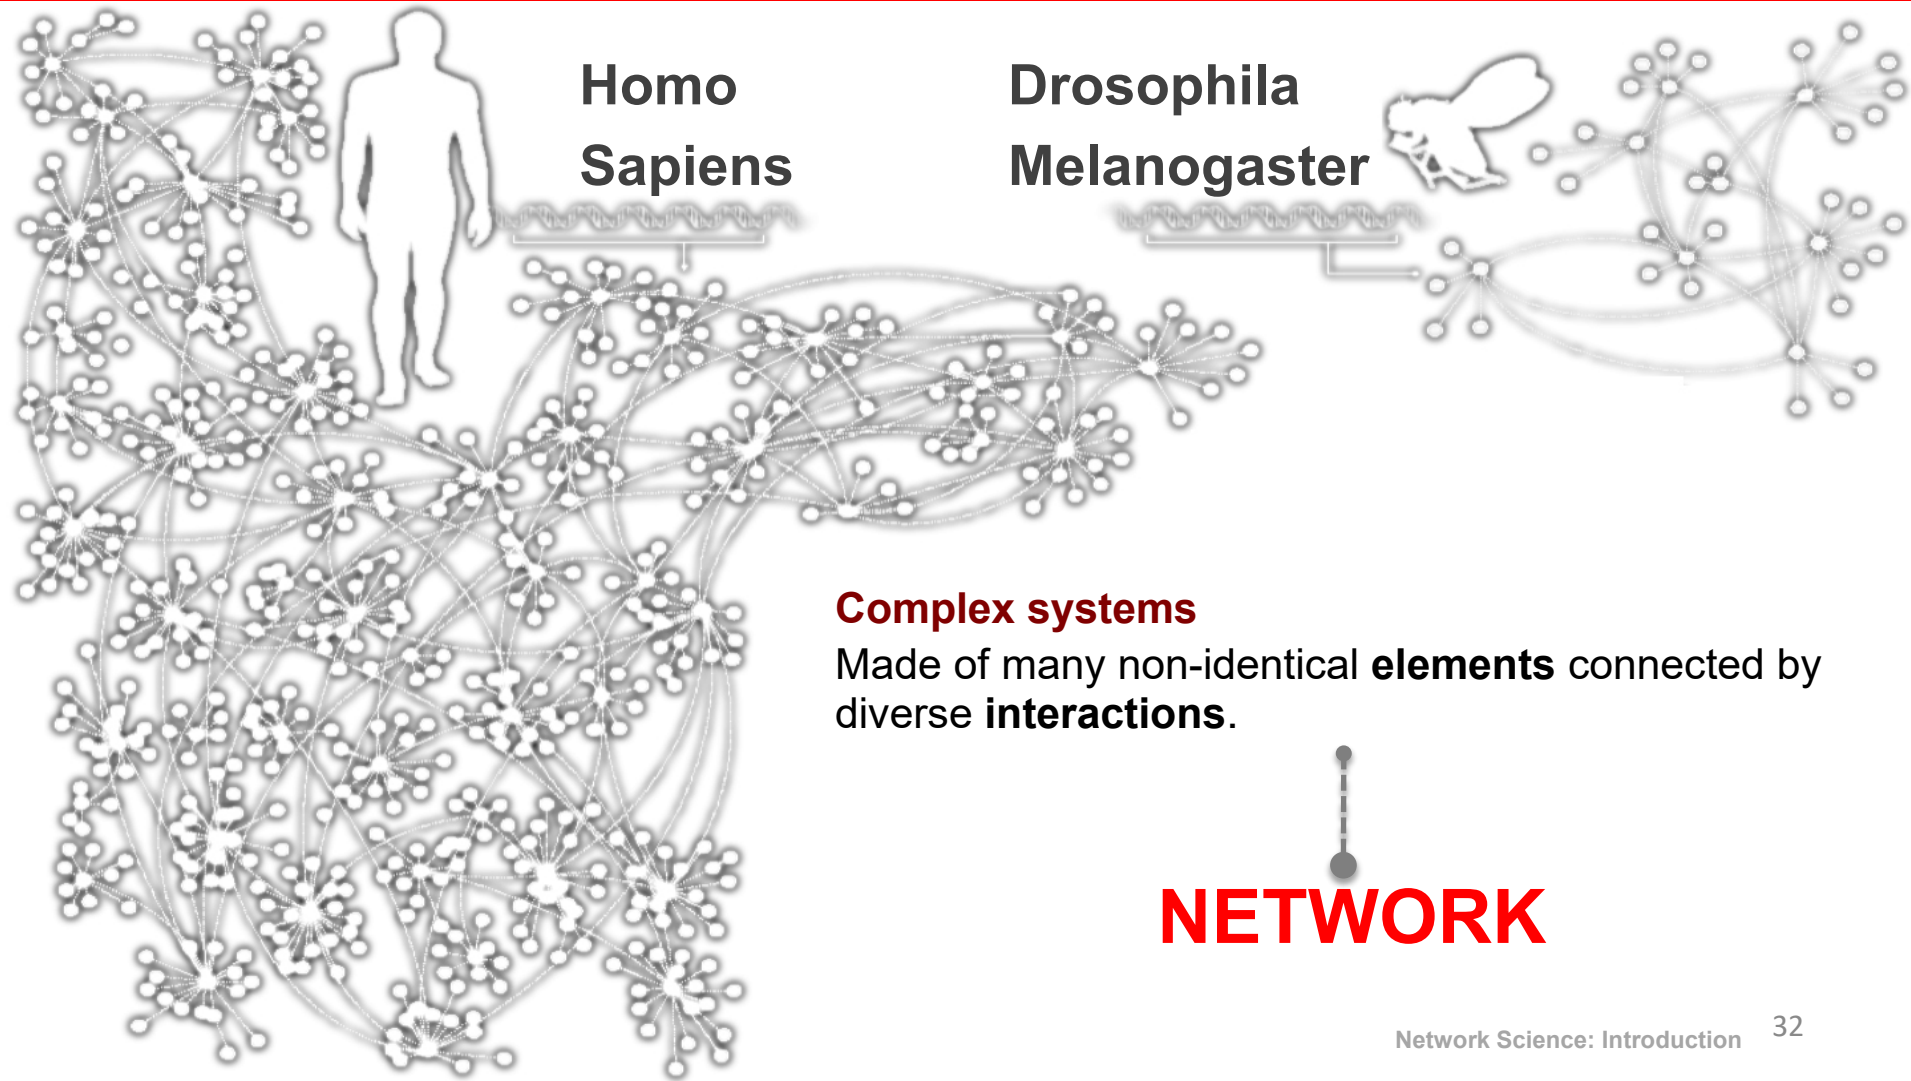 Homo
Sapiens
Drosophila
Melanogaster
Complex systems
Made of many non-identical elements connected by
diverse interactions.
NETWORK
Network Science: Introduction
32